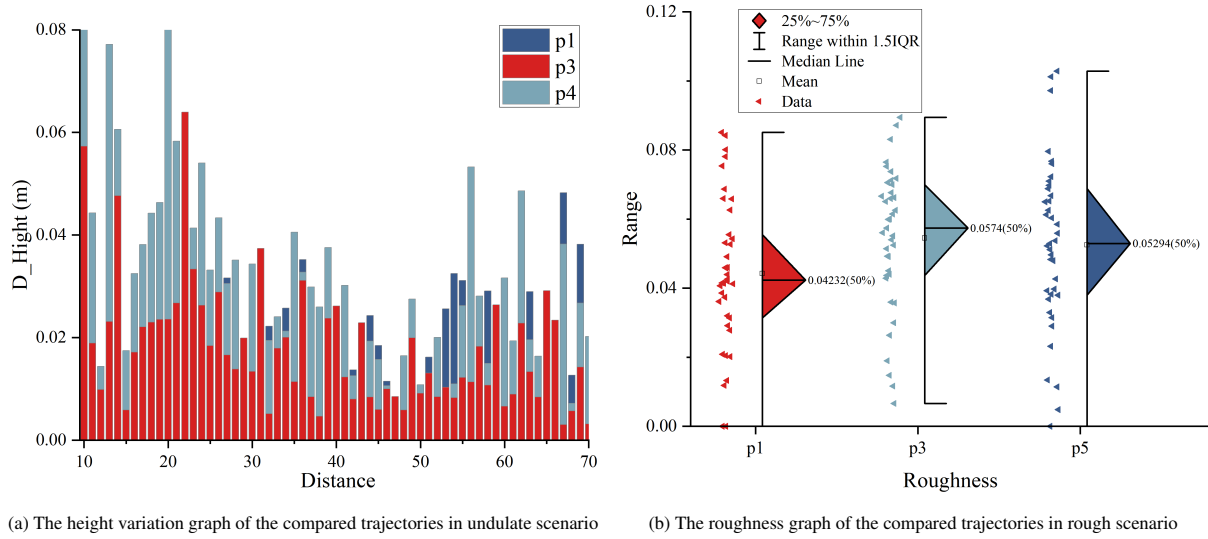 0.08
0.06
0.04
0.02
0.00
D_Hight (m)
p1
p3
p4
10
20
30
40
50
60
70
Distance
(a) The height variation graph of the compared trajectories in undulate scenario
0.12
0.08
0.04
0.00
Range
25%~75%
Range within 1.5IQR
Median Line
Mean
Data
0.04232(50%)
0.0574(50%)
0.05294(50%)
p1
p3
p5
Roughness
(b) The roughness graph of the compared trajectories in rough scenario